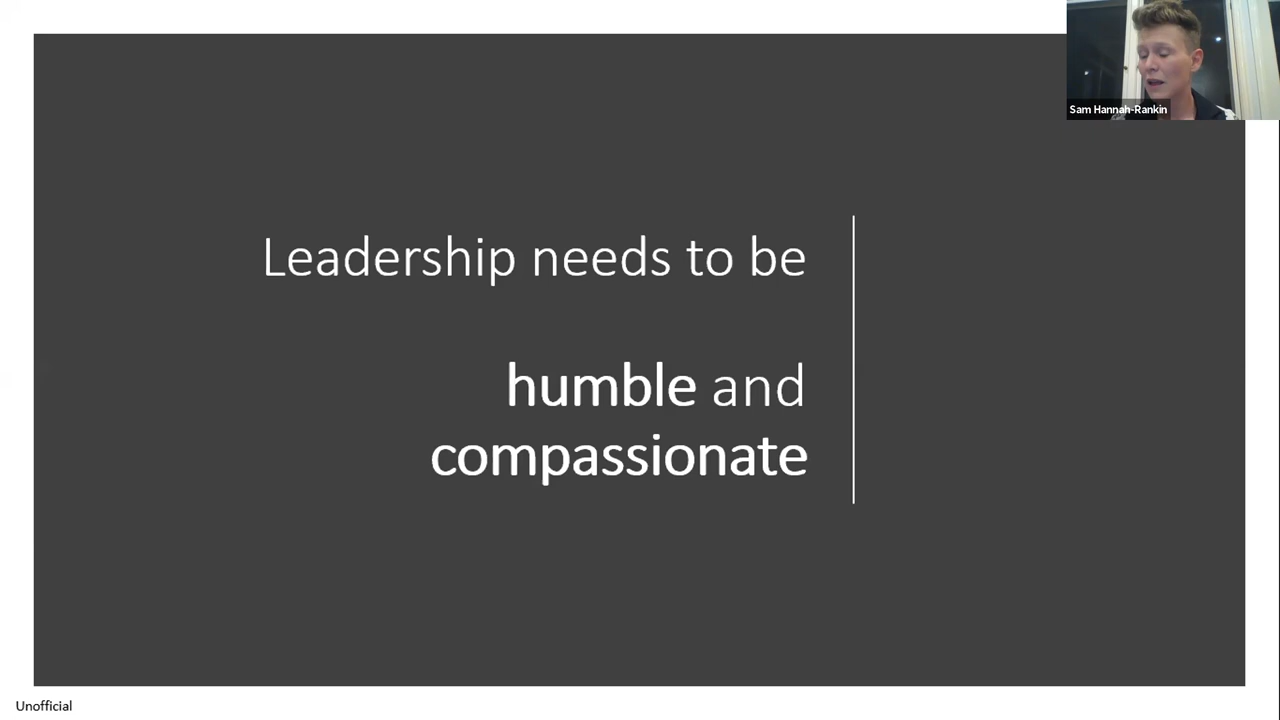 Sam Hannah-Rankin
Leadership needs to be
humble and
compassionate
Unofficial